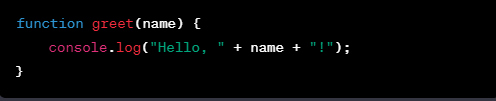 function greet(name) {
    console.log("Hello, " + name + "!");
}